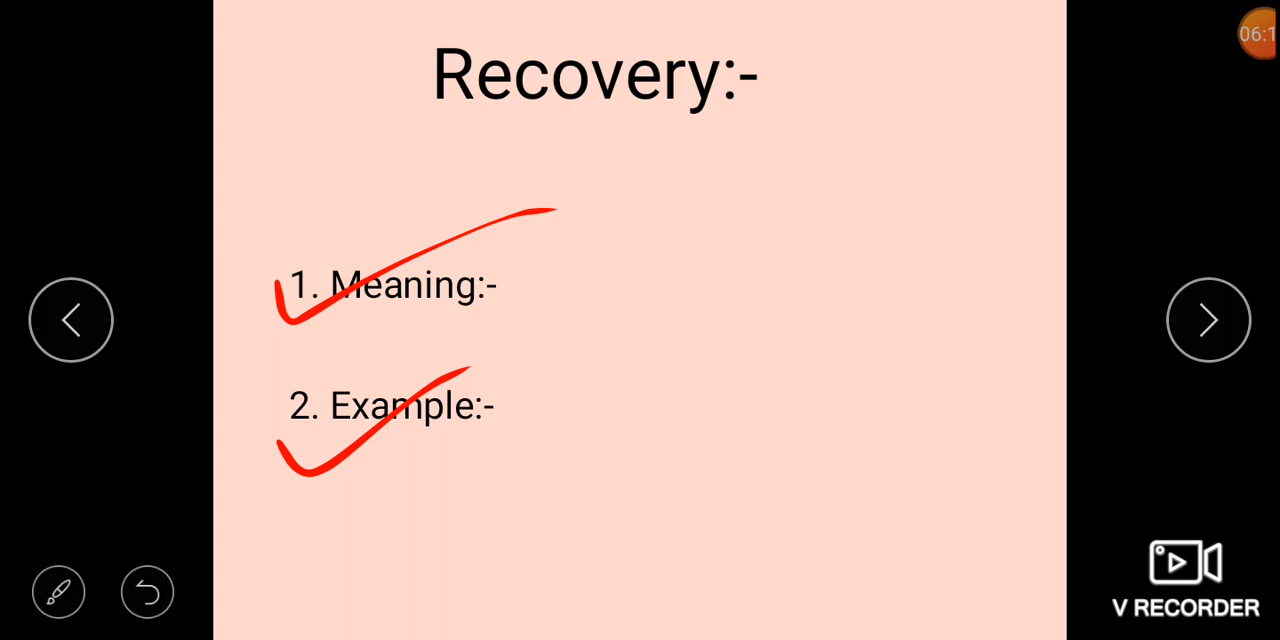 06:1
Recovery:-
1. Meaning:-
2. Example:-
V RECORDER